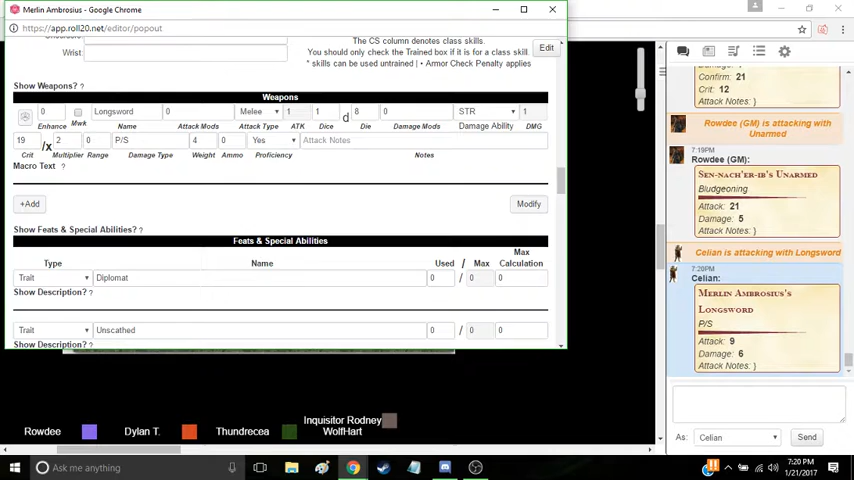 Merlin Ambrosius - Google Chrome
https://app.roll20.net/editor/popout
Wrist:
The CS column denotes class skills.
You should only check the Trained box if it is for a class skill.
* skills can be used untrained | • Armor Check Penalty applies
Edit
Show Weapons? ?
Weapons
0 Longsword 0 Melee 1 1 d 8 0 STR 1
Enhance Mwk Name Attack Mods Attack Type ATK Dice Die Damage Mods Damage Ability DMG
19 /x 2 0 P/S 4 0 Yes Attack Notes
Crit Multiplier Range Damage Type Weight Ammo Proficiency Notes
Macro Text ?
+Add Modify
Show Feats & Special Abilities? ?
Feats & Special Abilities
Type Name Used / Max Max Calculation
Trait Diplomat 0 / 0 0
Show Description? ?
Trait Unscathed 0 / 0 0
Show Description? ?
Rowdee
Dylan T.
Thundrecea
Inquisitor Rodney
WolfHart
Confirm: 21
Crit: 12
Attack Notes: )
Rowdee (GM) is attacking with
Unarmed
7:19PM
Rowdee (GM):
Sen-nach'er-ib's Unarmed
Bludgeoning
Attack: 21
Damage: 5
Attack Notes: )
Celian is attacking with Longsword
7:20PM
Celian:
Merlin Ambrosius's
Longsword
P/S
Attack: 9
Damage: 6
Attack Notes: )
As: Celian Send
Ask me anything
7:20 PM
1/21/2017